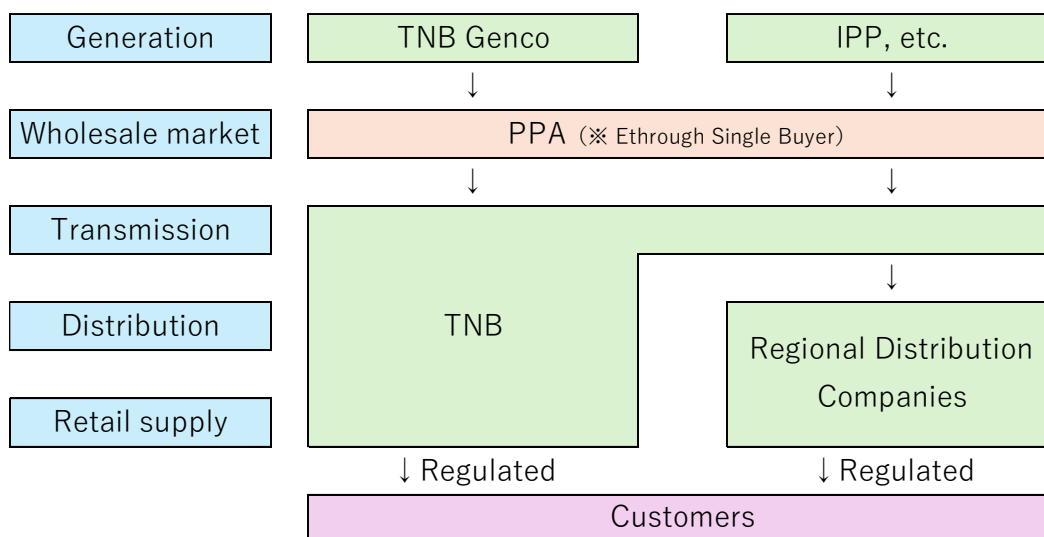 Generation TNB Genco IPP, etc.
↓ ↓
Wholesale market PPA (※ Ethrough Single Buyer)
↓ ↓
Transmission
↓
Distribution TNB
Regional Distribution
Companies
Retail supply
↓ Regulated ↓ Regulated
Customers